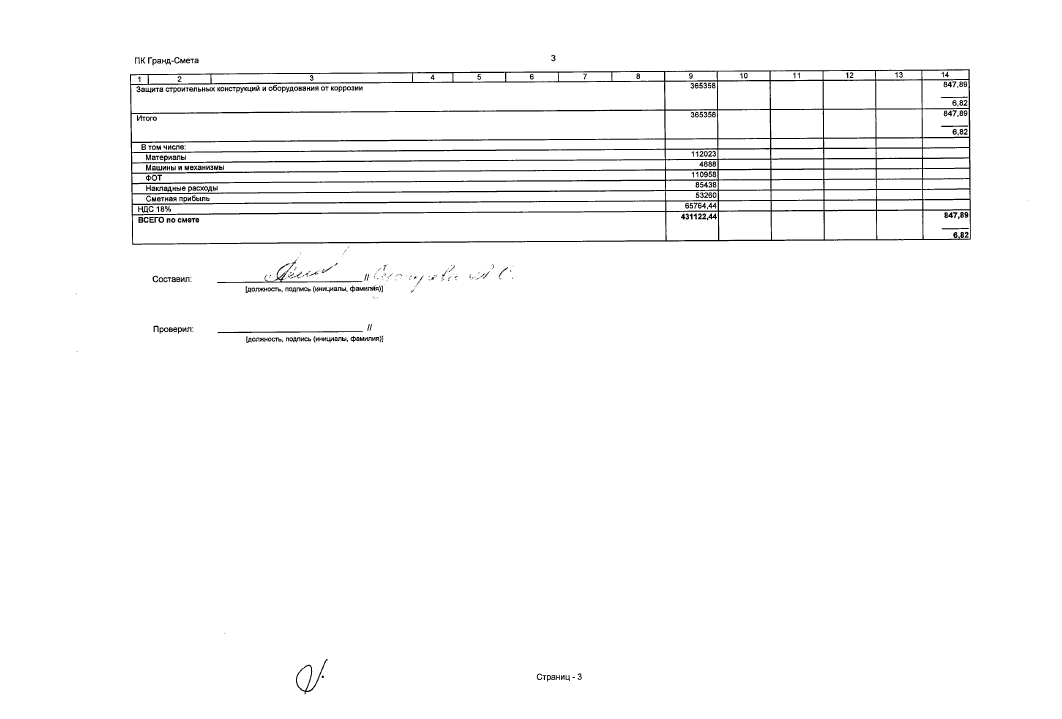 ПК Гранд-Смета 3
1 2 3 4 5 6 7 8 9 10 11 12 13 14
Защита строительных конструкций и оборудования от коррозии 365358 847,89
6,82
Итого 365358 847,89
6,82
В том числе:
Материалы 112023
Машины и механизмы 4688
ФОТ 110958
Накладные расходы 85438
Сметная прибыль 53260
НДС 18% 65764,44
ВСЕГО по смете 431122,44 847,89
6,82
Составил: //
[должность, подпись (инициалы, фамилия)]
Проверил: //
[должность, подпись (инициалы, фамилия)]
Страниц - 3